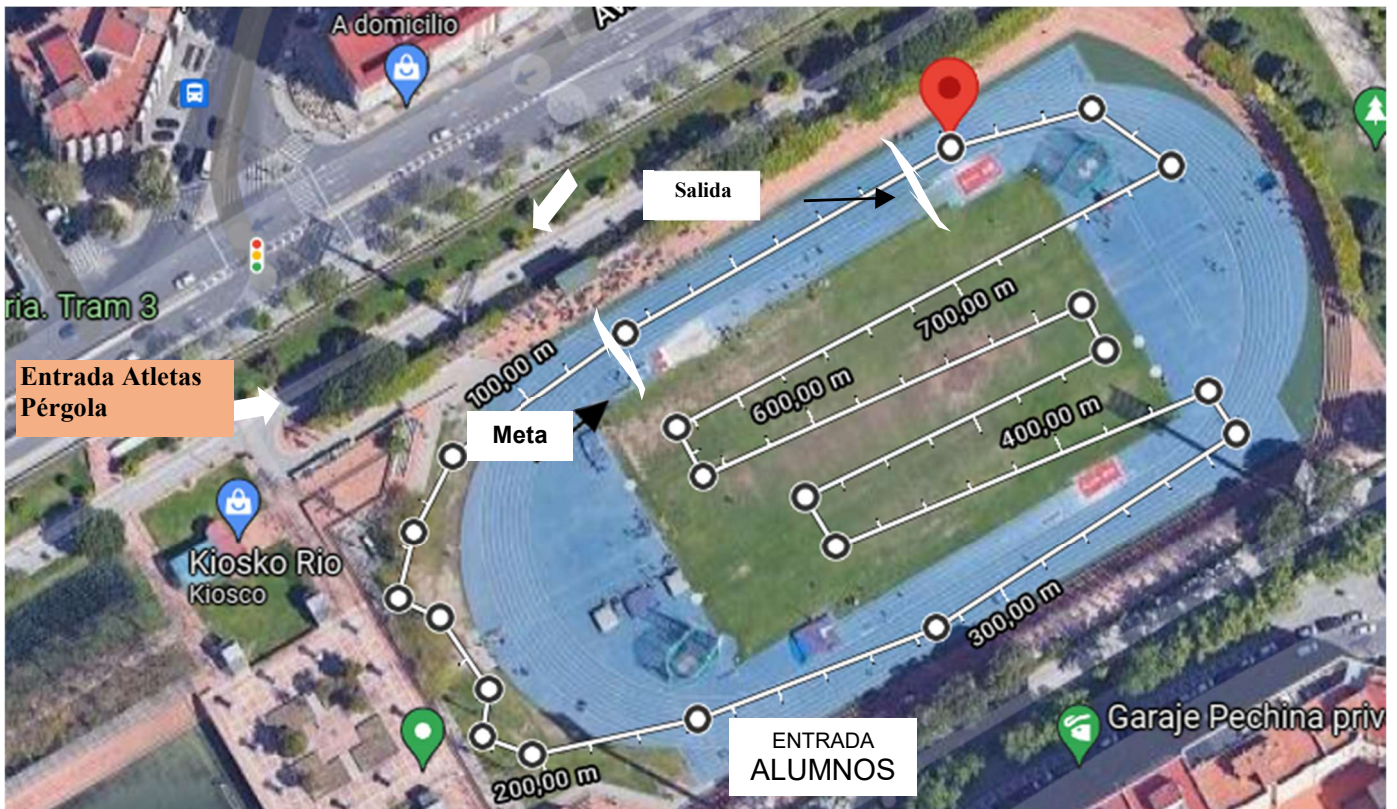 A domicilio
Av
Salida
ria. Tram 3
Entrada Atletas
Pérgola
100,00 m
Meta
700,00 m
600,00 m
400,00 m
Kiosko Rio
Kiosco
300,00 m
200,00 m
ENTRADA
ALUMNOS
Garaje Pechina priv